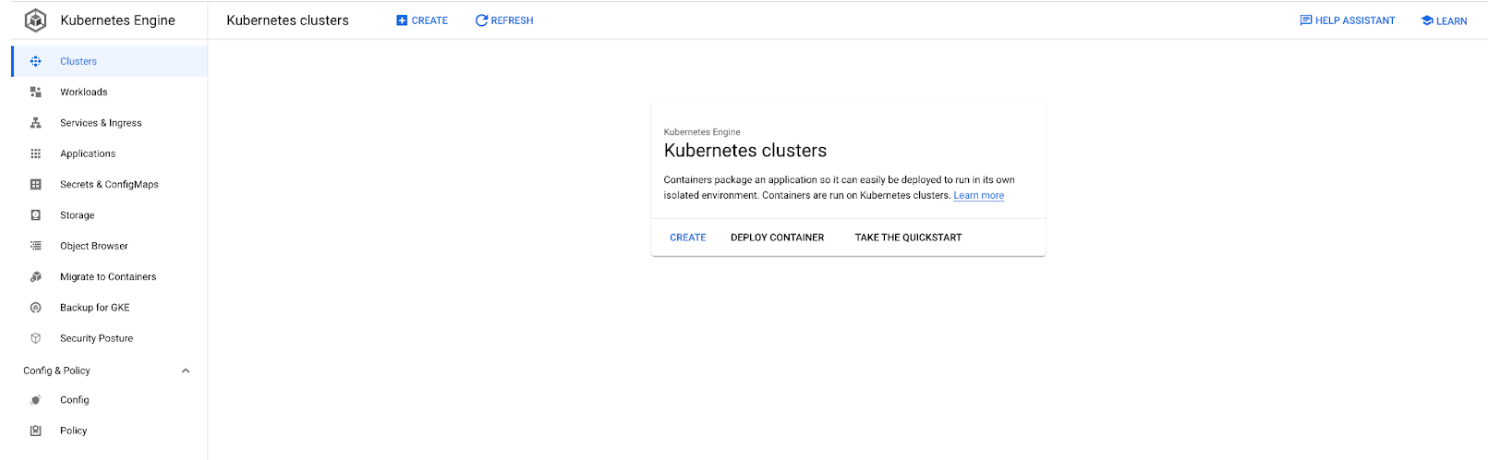 Kubernetes Engine
Kubernetes clusters
CREATE
REFRESH
HELP ASSISTANT
LEARN
Clusters
Workloads
Services & Ingress
Applications
Secrets & ConfigMaps
Storage
Object Browser
Migrate to Containers
Backup for GKE
Security Posture
Config & Policy
Config
Policy
Kubernetes Engine
Kubernetes clusters
Containers package an application so it can easily be deployed to run in its own
isolated environment. Containers are run on Kubernetes clusters. Learn more
CREATE
DEPLOY CONTAINER
TAKE THE QUICKSTART